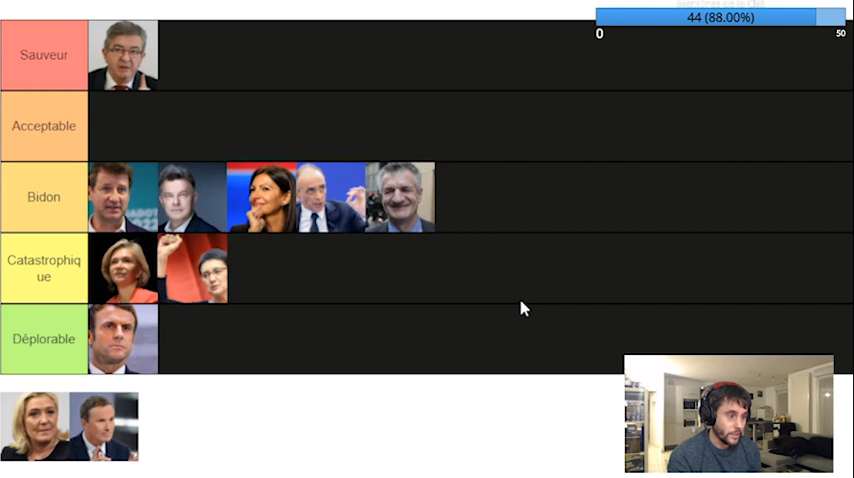 44 (88.00%)
0
50
Sauveur
Acceptable
Bidon
Catastrophiq
ue
Déplorable